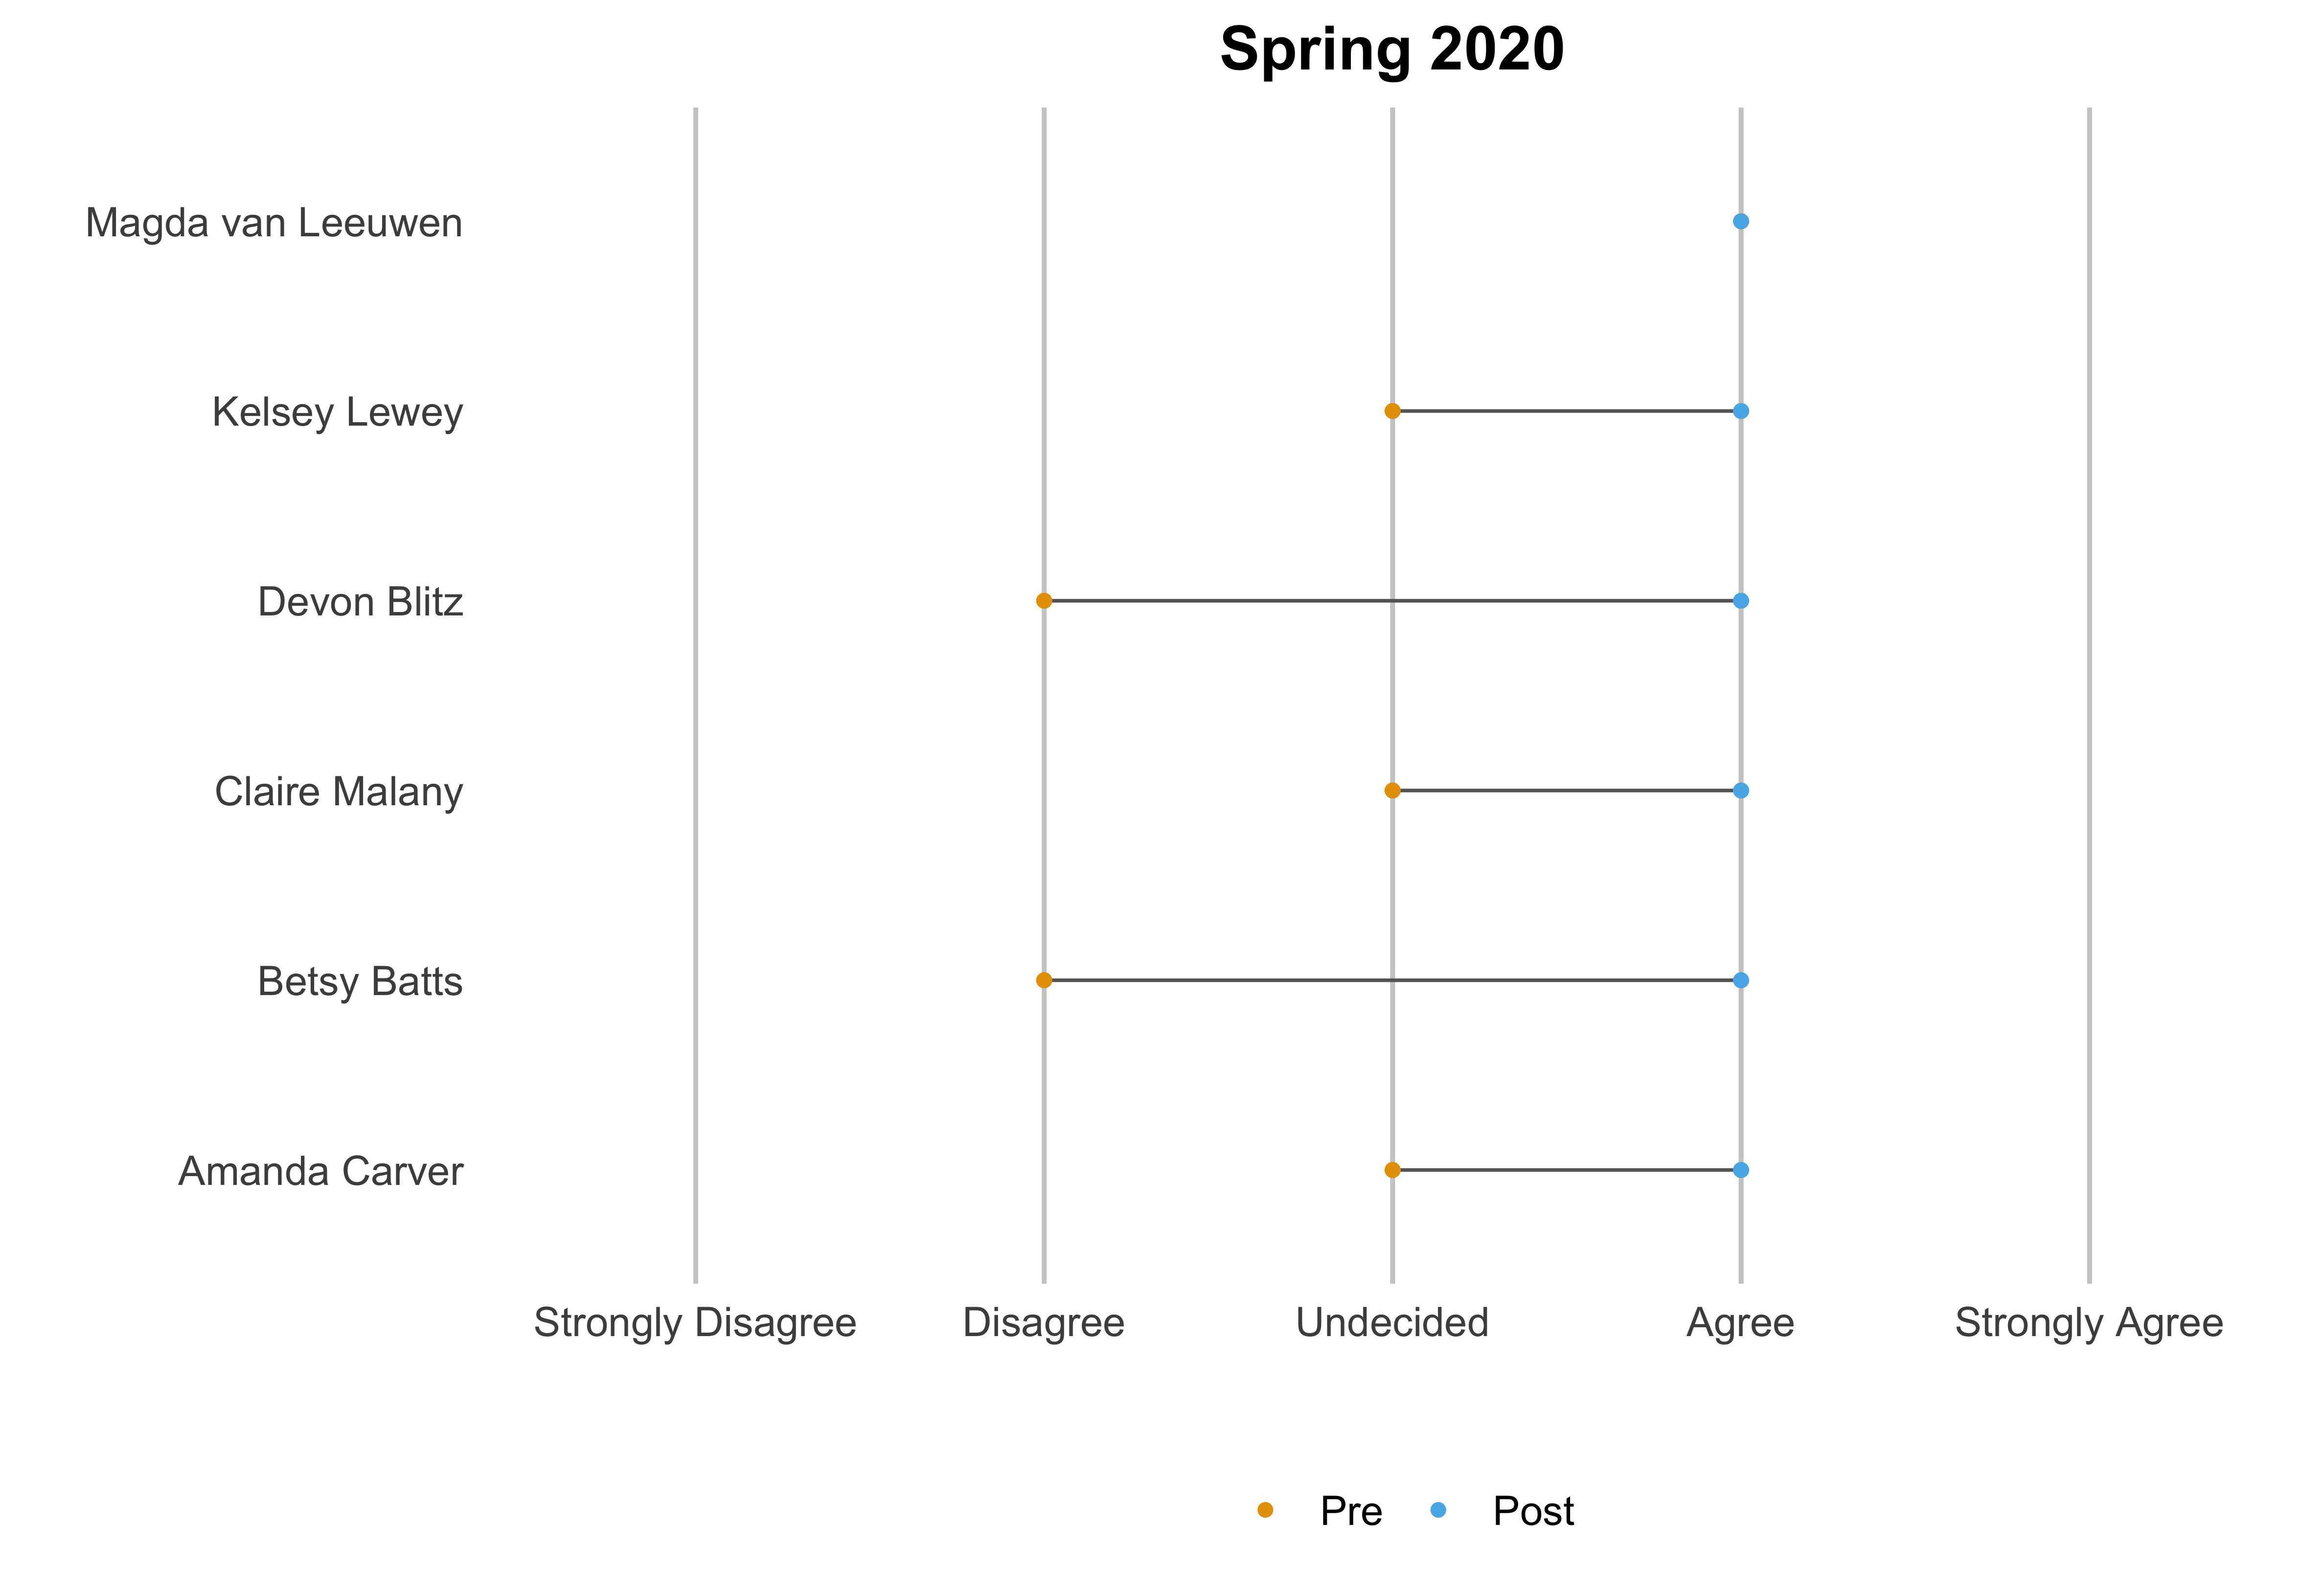 Spring 2020
Magda van Leeuwen
Kelsey Lewey
Devon Blitz
Claire Malany
Betsy Batts
Amanda Carver
Strongly Disagree Disagree Undecided Agree Strongly Agree
Pre Post